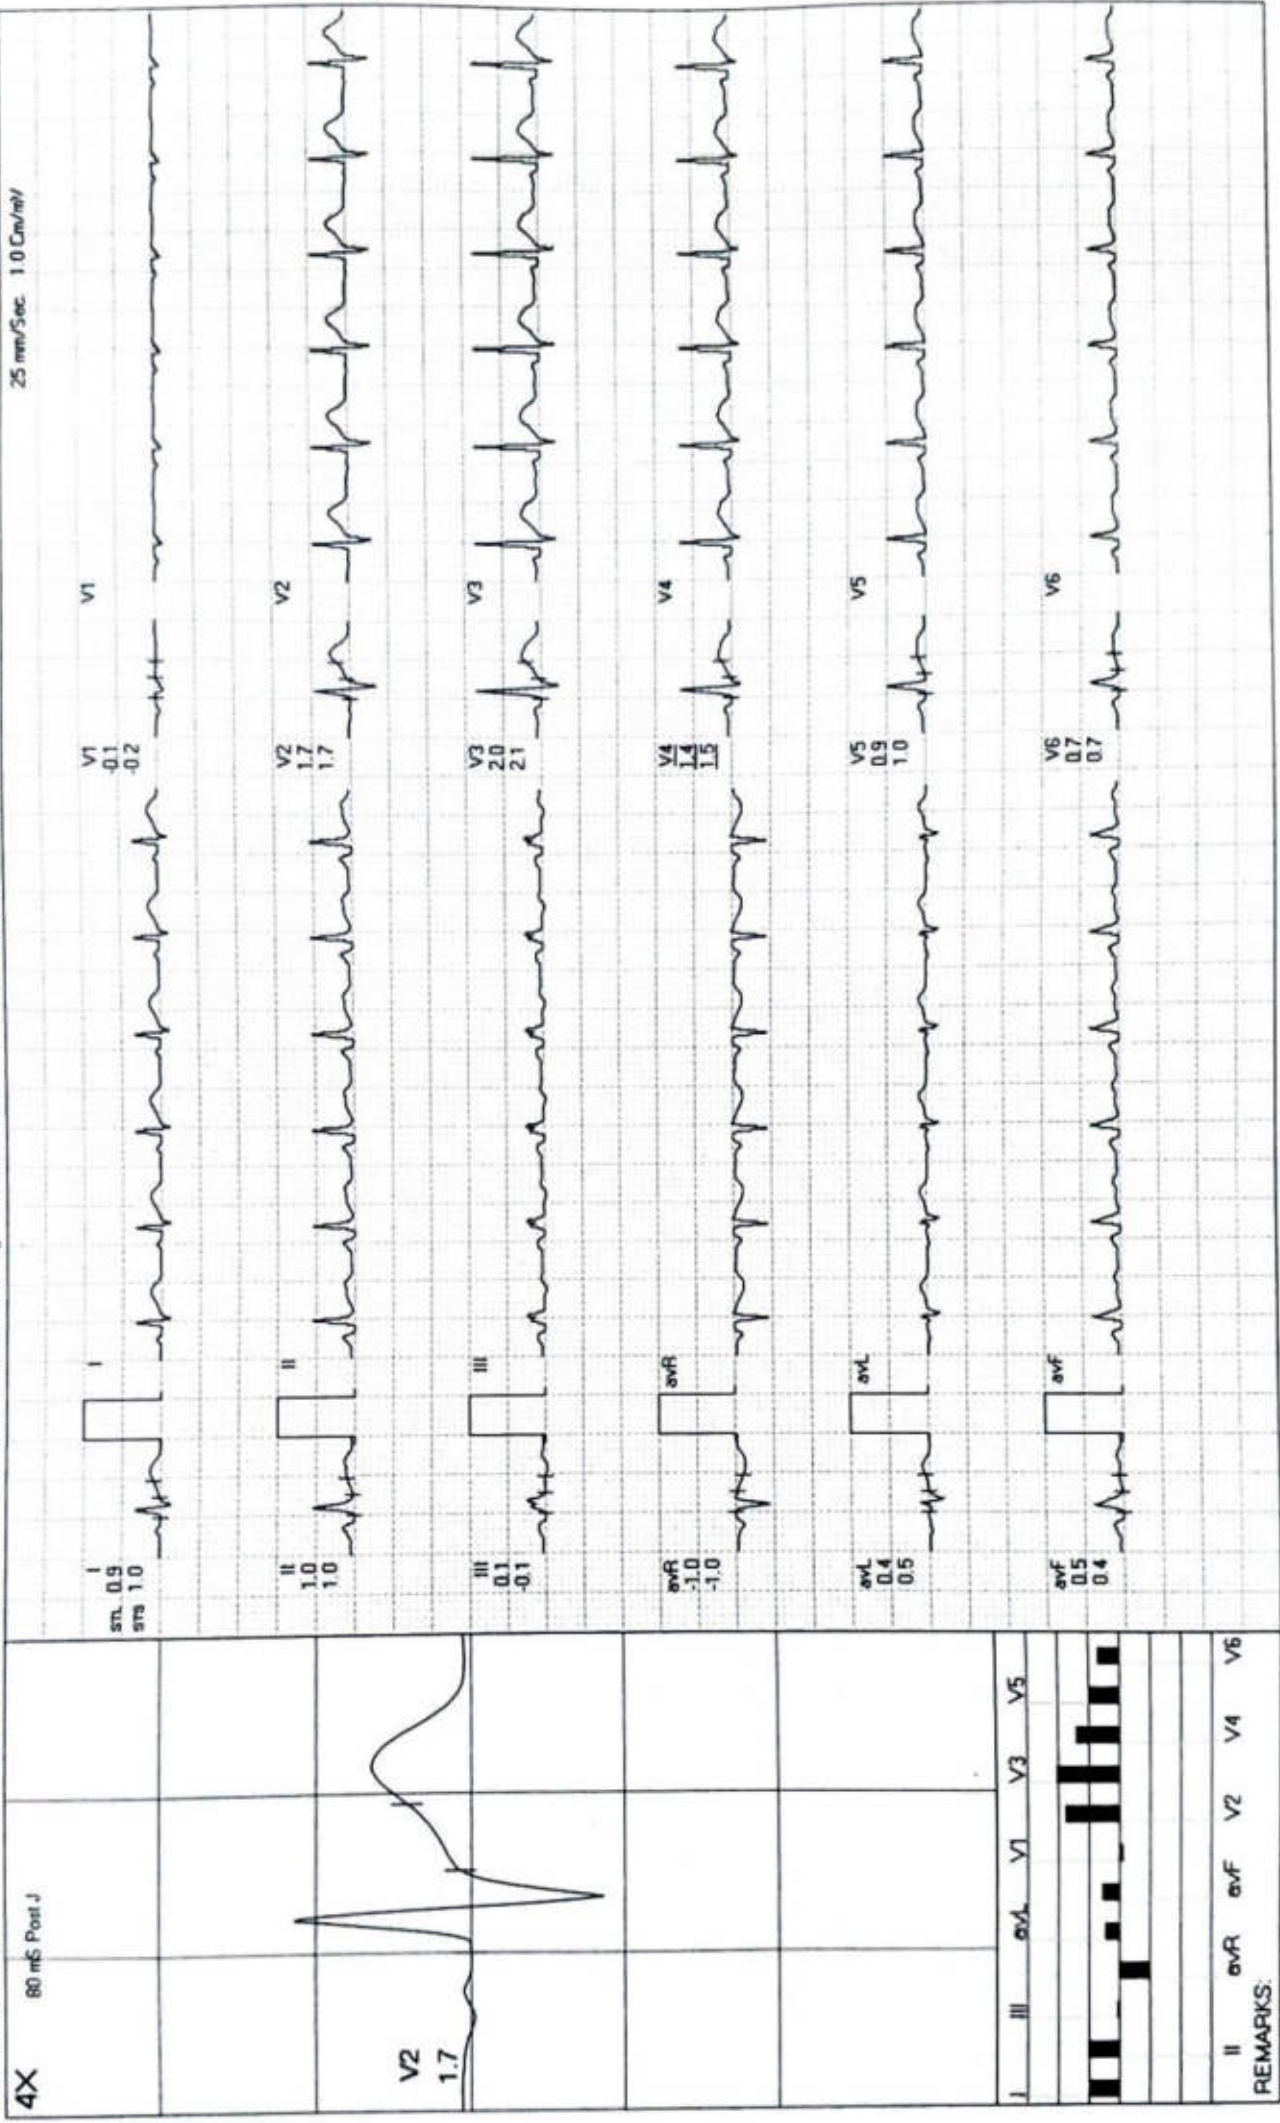 4X
80 mS Post J
25 mm/Sec. 1.0 Cm/mV
V2
1.7
I
STL 0.9
STS 1.0
I
V1
-0.1
-0.2
V1
II
1.0
1.0
II
V2
1.7
1.7
V2
III
0.1
-0.1
III
V3
2.0
2.1
V3
avR
-1.0
-1.0
avR
V4
1.4
1.5
V4
avL
0.4
0.5
avL
V5
0.9
1.0
V5
avF
0.5
0.4
avF
V6
0.7
0.7
V6
I III avL V1 V3 V5
II avR avF V2 V4 V6
REMARKS: